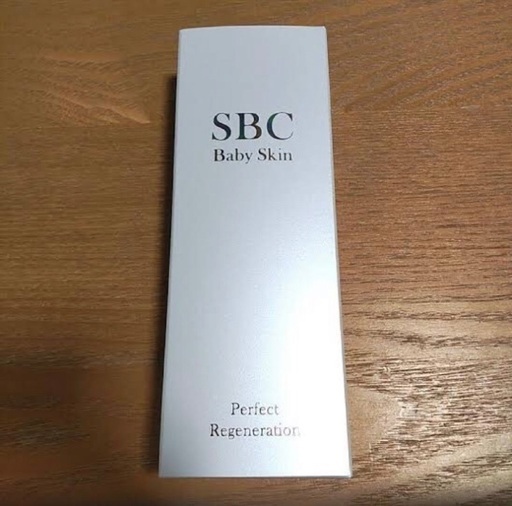 SBC
Baby Skin
Perfect
Regeneration